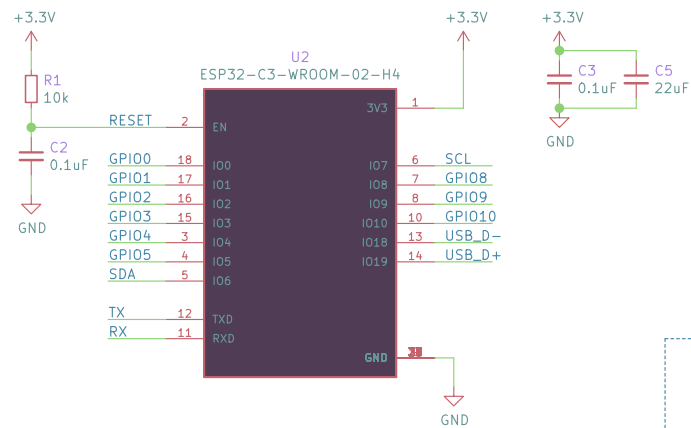 +3.3V
R1
10k
RESET
C2
0.1uF
GND
U2
ESP32-C3-WROOM-02-H4
2 EN
GPIO0 18 IO0
GPIO1 17 IO1
GPIO2 16 IO2
GPIO3 15 IO3
GPIO4 3 IO4
GPIO5 4 IO5
SDA 5 IO6
TX 12 TXD
RX 11 RXD
+3.3V
3V3 1
IO7 6 SCL
IO8 7 GPIO8
IO9 8 GPIO9
IO10 10 GPIO10
IO18 13 USB_D-
IO19 14 USB_D+
GND
GND
+3.3V
C3
0.1uF
C5
22uF
GND